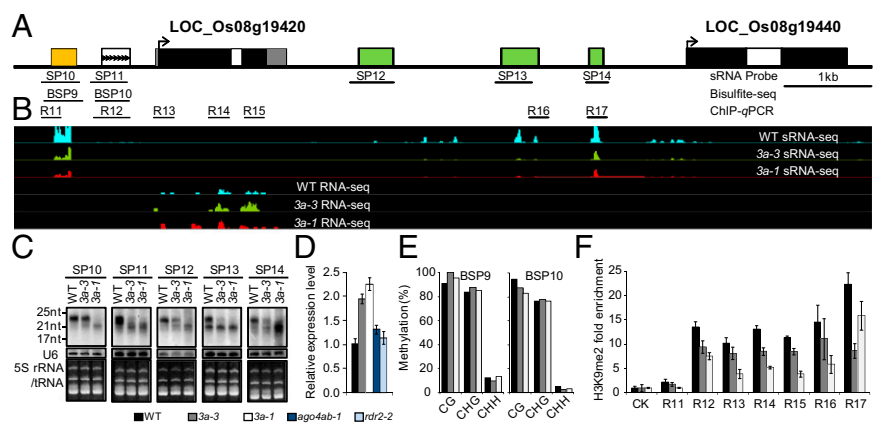 A
LOC_Os08g19420
LOC_Os08g19440
SP10 SP11 SP12 SP13 SP14 sRNA Probe 1kb
BSP9 BSP10 Bisulfite-seq
B
R11 R12 R13 R14 R15 R16 R17 ChIP-qPCR
WT sRNA-seq
3a-3 sRNA-seq
3a-1 sRNA-seq
WT RNA-seq
3a-3 RNA-seq
3a-1 RNA-seq
C
SP10 SP11 SP12 SP13 SP14
WT 3a-3 3a-1 WT 3a-3 3a-1 WT 3a-3 3a-1 WT 3a-3 3a-1 WT 3a-3 3a-1
25nt
21nt
17nt
U6
5S rRNA
/tRNA
D
Relative expression level
2.5
2.0
1.5
1.0
0.5
0.0
E
BSP9 BSP10
Methylation (%)
100
80
60
40
20
0
CG CHG CHH CG CHG CHH
F
H3K9me2 fold enrichment
25
20
15
10
5
0
CK R11 R12 R13 R14 R15 R16 R17
WT 3a-3 3a-1 ago4ab-1 rdr2-2